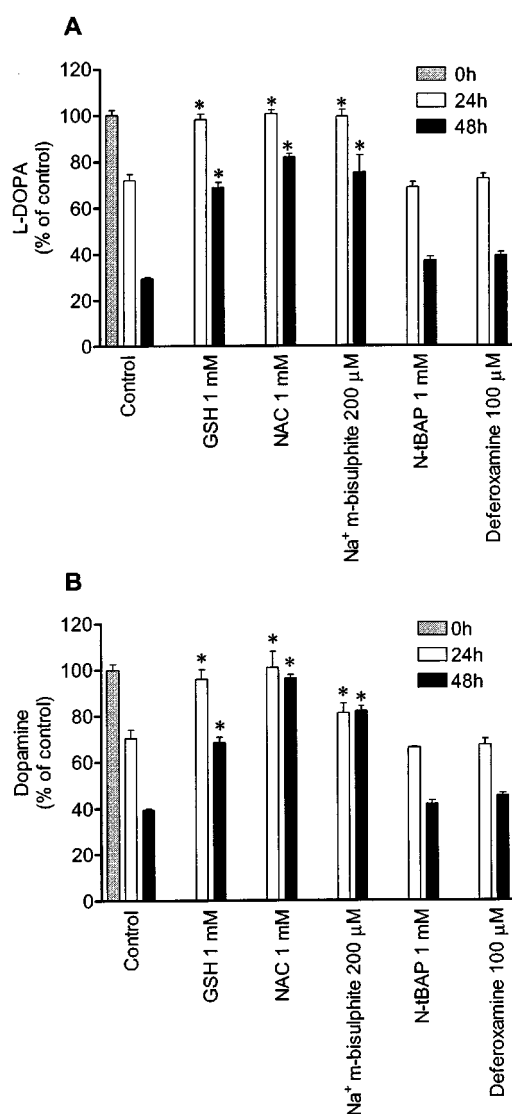 A
0h
24h
48h
120
100
80
60
40
20
0
L-DOPA
(% of control)
Control
GSH 1 mM
NAC 1 mM
Na+ m-bisulphite 200 μM
N-tBAP 1 mM
Deferoxamine 100 μM
* * * * * *
B
0h
24h
48h
120
100
80
60
40
20
0
Dopamine
(% of control)
Control
GSH 1 mM
NAC 1 mM
Na+ m-bisulphite 200 μM
N-tBAP 1 mM
Deferoxamine 100 μM
* * * * * *